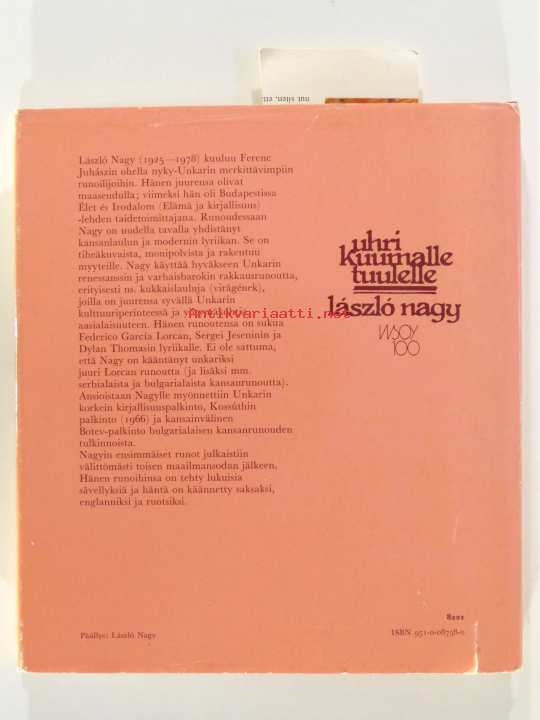 László Nagy (1925—1978) kuuluu Ferenc
Juhászin ohella nyky-Unkarin merkittävimpiin
runoilijoihin. Hänen juurensa olivat
maaseudulla; viimeksi hän oli Budapestissa
Élet és Irodalom (Elämä ja kirjallisuus)
-lehden taidetoimittajana. Runoudessaan
Nagy on uudella tavalla yhdistänyt
kansanlaulun ja modernin lyriikan. Se on
tiheäkuvaista, monipolvista ja rakentuu
myyteille. Nagy käyttää hyväkseen Unkarin
renessanssin ja varhaisbarokin rakkausrunoutta,
erityisesti ns. kukkaislauluja (virágének),
joilla on juurensa syvällä Unkarin
kulttuuriperinteessä ja
aasialaisuuteen. Hänen runoutensa on sukua
Federico García Lorcan, Sergei Jeseninin ja
Dylan Thomasin lyriikalle. Ei ole sattuma,
että Nagy on kääntänyt unkariksi
juuri Lorcan runoutta (ja lisäksi mm.
serbialaista ja bulgarialaista kansanrunoutta).
Ansioistaan Nagylle myönnettiin Unkarin
korkein kirjallisuuspalkinto, Kossúthin
palkinto (1966) ja kansainvälinen
Botev-palkinto bulgarialaisen kansanrunouden
tulkinnoista.
Nagyin ensimmäiset runot julkaistiin
välittömästi toisen maailmansodan jälkeen.
Hänen runoihinsa on tehty lukuisia
sävellyksiä ja häntä on käännetty saksaksi,
englanniksi ja ruotsiksi.
uhri
kuumalle
tuulelle
lászló nagy
WSOY
100
Antikvariaatti.net
Päällys: László Nagy
ISBN 951-0-08758-0